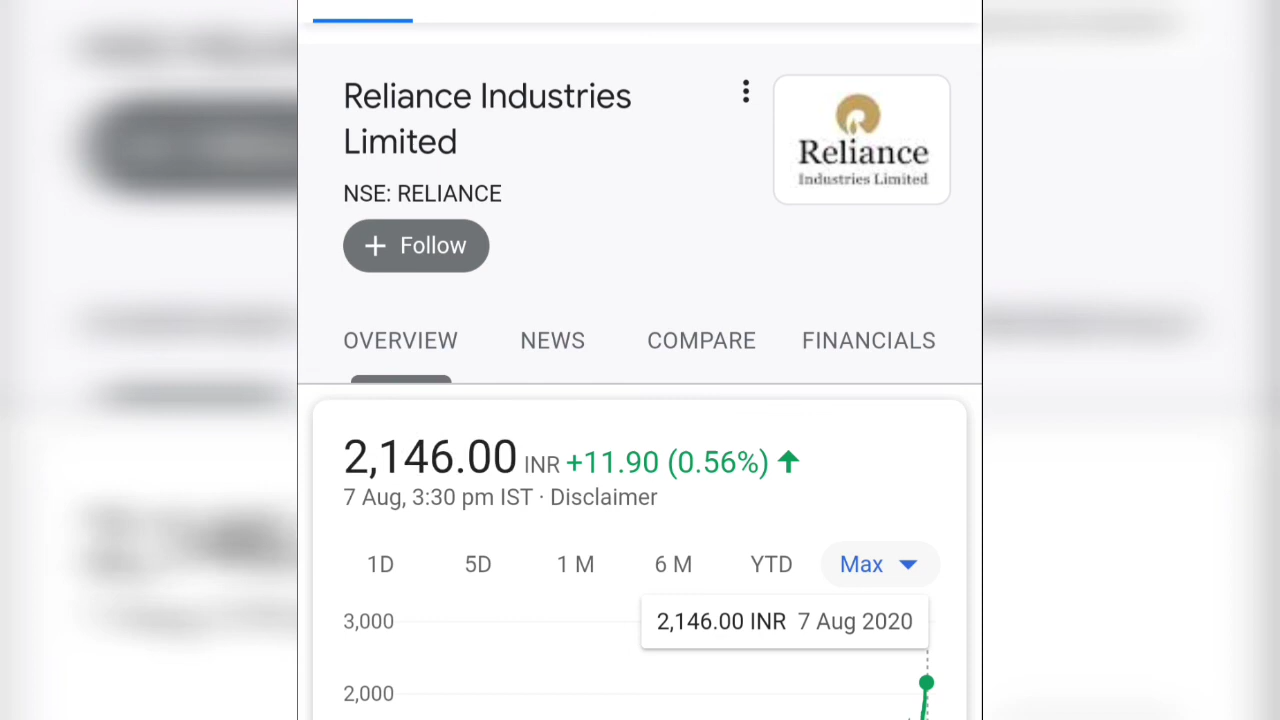 Reliance Industries
Limited
Reliance
Industries Limited
NSE: RELIANCE
+ Follow
OVERVIEW NEWS COMPARE FINANCIALS
2,146.00 INR +11.90 (0.56%)
7 Aug, 3:30 pm IST · Disclaimer
1D 5D 1 M 6 M YTD Max
3,000
2,146.00 INR 7 Aug 2020
2,000